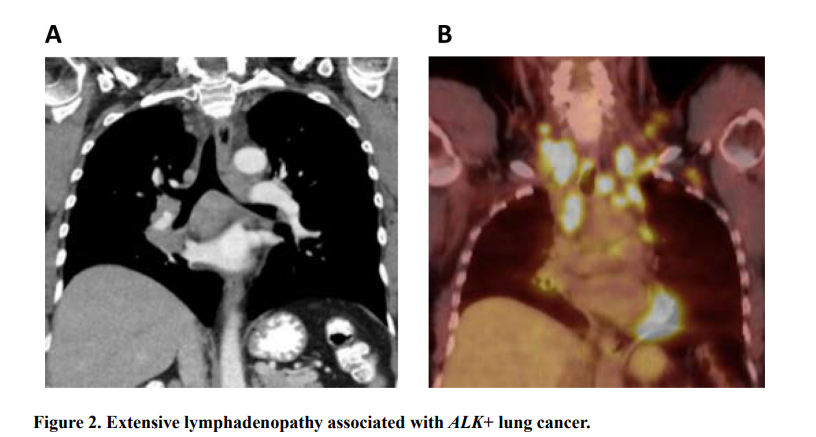 A
B
Figure 2. Extensive lymphadenopathy associated with ALK+ lung cancer.